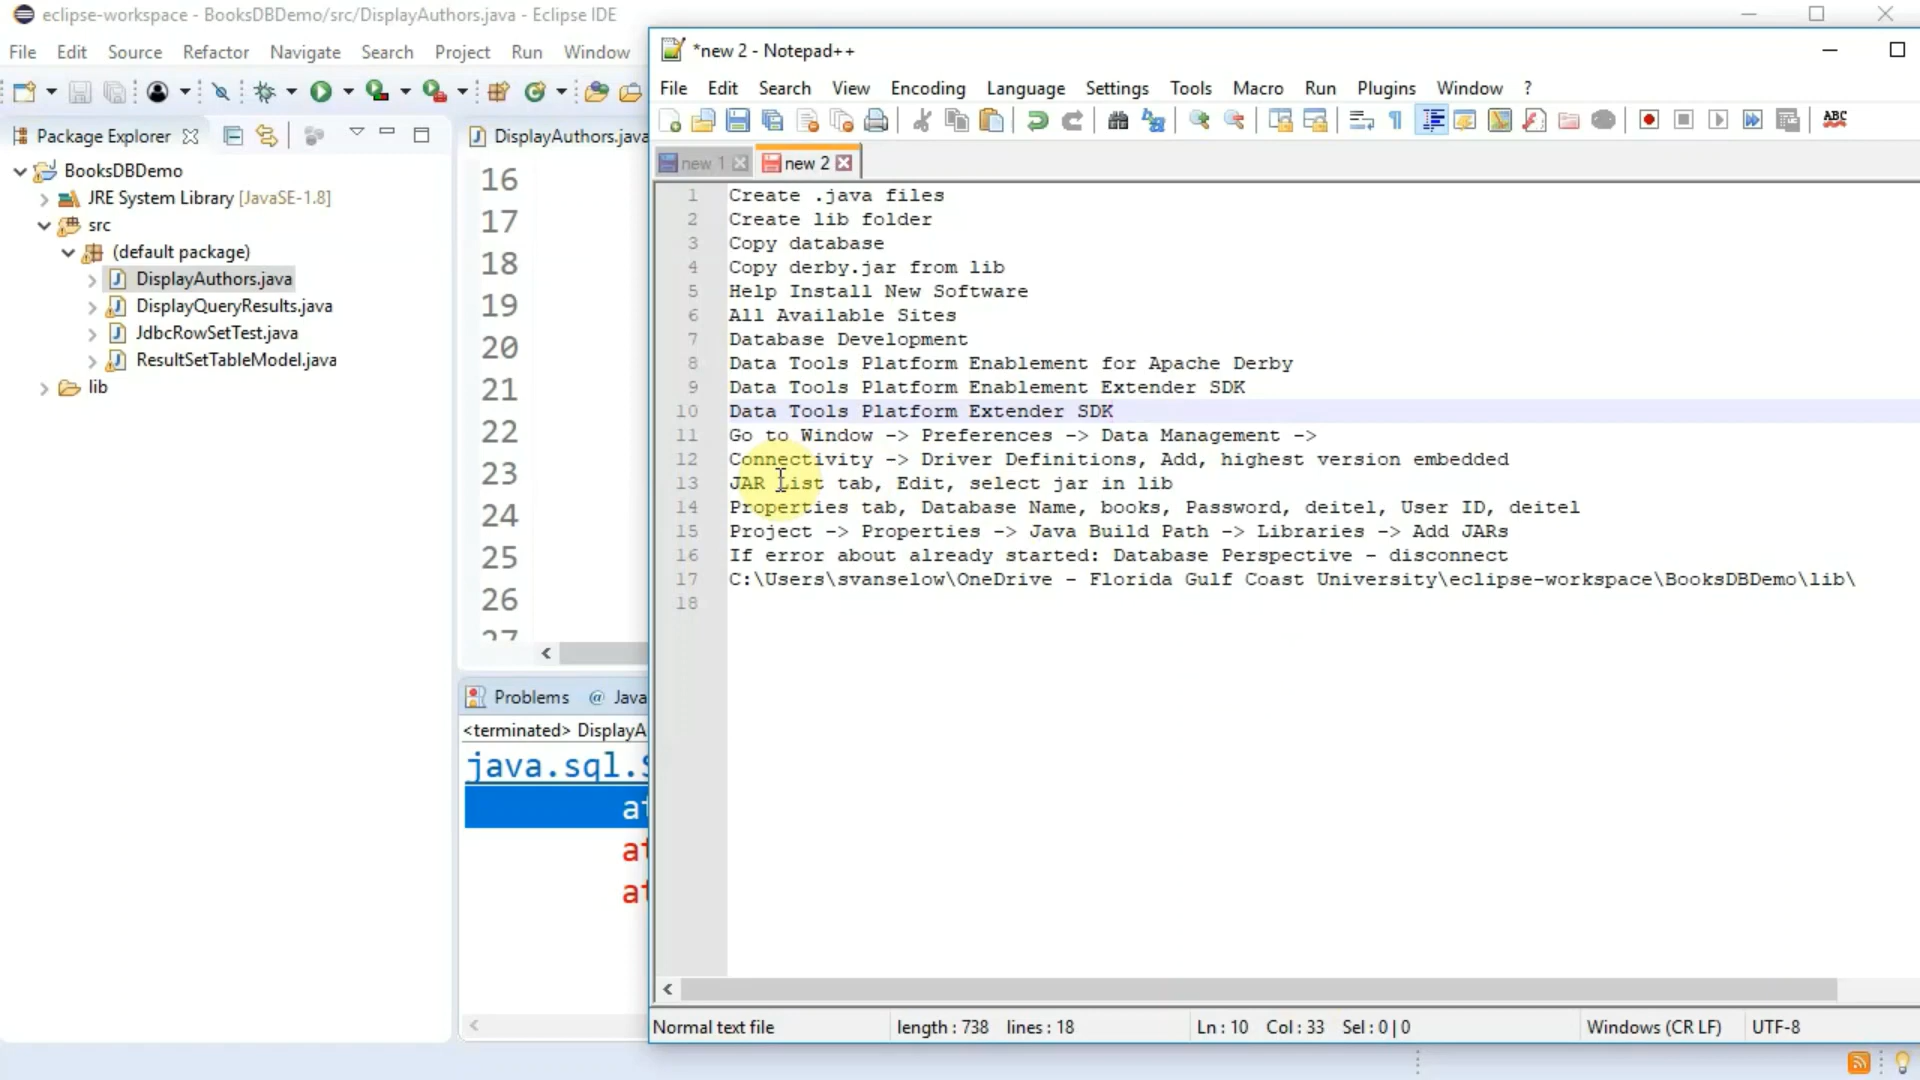 eclipse-workspace - BooksDBDemo/src/DisplayAuthors.java - Eclipse IDE
File Edit Source Refactor Navigate Search Project Run Window
Package Explorer
BooksDBDemo
JRE System Library [JavaSE-1.8]
src
(default package)
DisplayAuthors.java
DisplayQueryResults.java
JdbcRowSetTest.java
ResultSetTableModel.java
lib
DisplayAuthors.java
16
17
18
19
20
21
22
23
24
25
26
27
Problems @ Java
<terminated> DisplayA
java.sql.S
at
at
at
*new 2 - Notepad++
File Edit Search View Encoding Language Settings Tools Macro Run Plugins Window ?
ABC
new 1 new 2
1 Create .java files
2 Create lib folder
3 Copy database
4 Copy derby.jar from lib
5 Help Install New Software
6 All Available Sites
7 Database Development
8 Data Tools Platform Enablement for Apache Derby
9 Data Tools Platform Enablement Extender SDK
10 Data Tools Platform Extender SDK
11 Go to Window -> Preferences -> Data Management ->
12 Connectivity -> Driver Definitions, Add, highest version embedded
13 JAR List tab, Edit, select jar in lib
14 Properties tab, Database Name, books, Password, deitel, User ID, deitel
15 Project -> Properties -> Java Build Path -> Libraries -> Add JARs
16 If error about already started: Database Perspective - disconnect
17 C:\Users\svanselow\OneDrive - Florida Gulf Coast University\eclipse-workspace\BooksDBDemo\lib\
18
Normal text file length : 738 lines : 18 Ln : 10 Col : 33 Sel : 0 | 0 Windows (CR LF) UTF-8